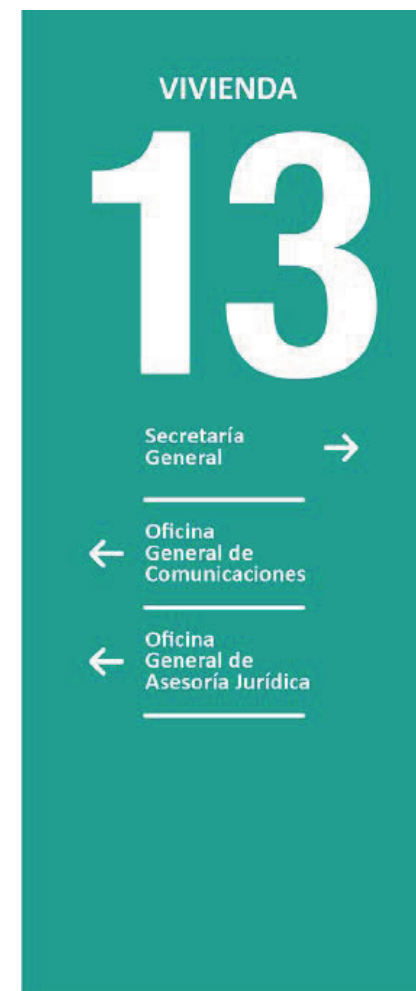 VIVIENDA
13
Secretaría
General
Oficina
General de
Comunicaciones
Oficina
General de
Asesoría Jurídica